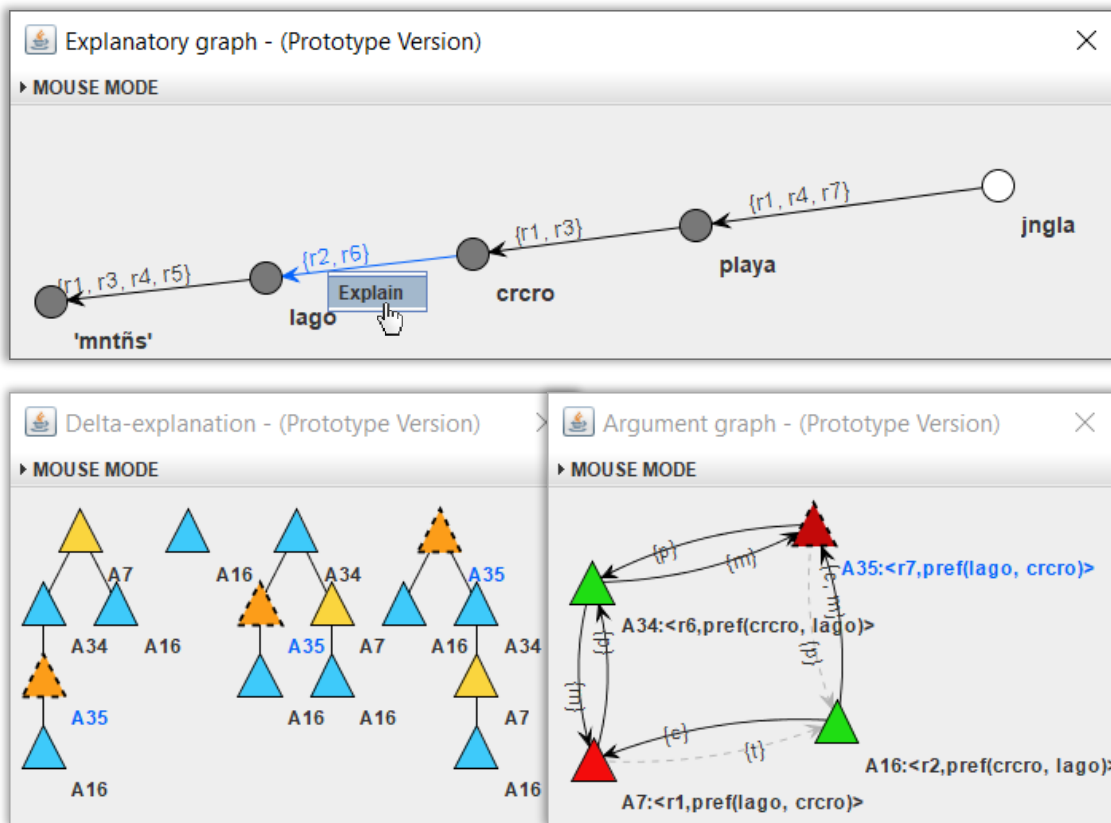 Explanatory graph - (Prototype Version)
MOUSE MODE
{r1, r3, r4, r5}
{r2, r6}
{r1, r3}
{r1, r4, r7}
jngla
playa
crcro
Explain
lago
'mntñs'
Delta-explanation - (Prototype Version)
MOUSE MODE
A7
A16
A34
A35
A34
A16
A35
A7
A16
A34
A35
A16
A16
A7
A16
A16
Argument graph - (Prototype Version)
MOUSE MODE
{p}
{m}
A35:<r7,pref(lago, crcro)>
{c, m}
A34:<r6,pref(crcro, lago)>
{p}
{p}
{m}
{c}
{t}
A16:<r2,pref(crcro, lago)>
A7:<r1,pref(lago, crcro)>